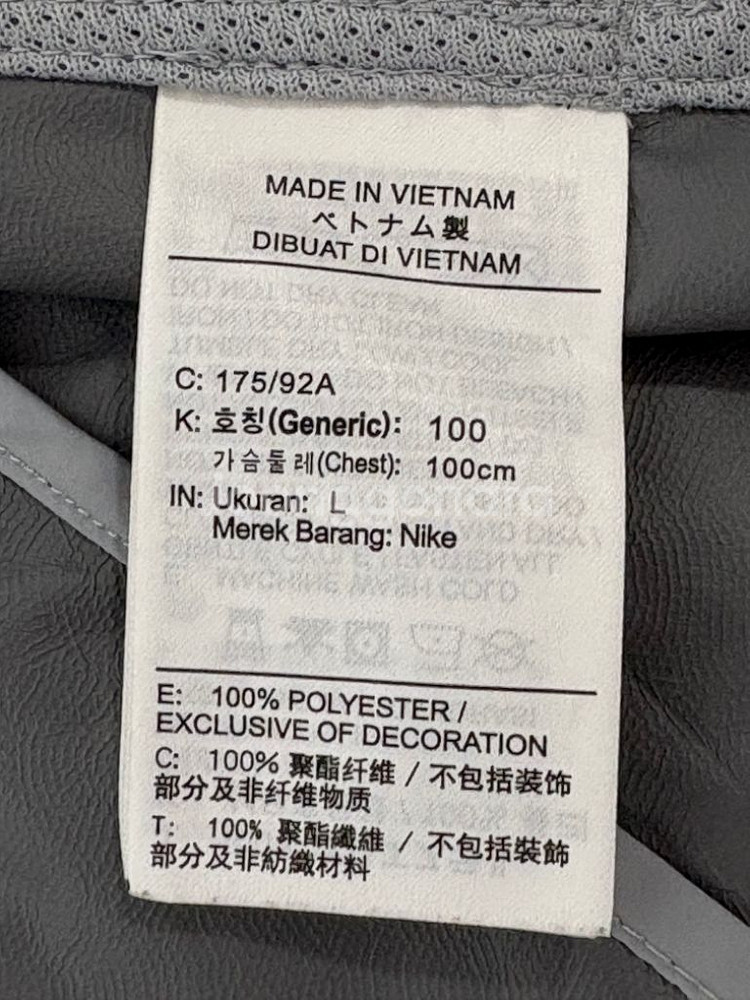 MADE IN VIETNAM
ベトナム製
DIBUAT DI VIETNAM
C: 175/92A
K: 호칭(Generic): 100
가슴둘레(Chest): 100cm
IN: Ukuran: L
Merek Barang: Nike
E: 100% POLYESTER /
EXCLUSIVE OF DECORATION
C: 100% 聚酯纤维 / 不包括装饰
部分及非纤维物质
T: 100% 聚酯纖維 / 不包括裝飾
部分及非紡織材料